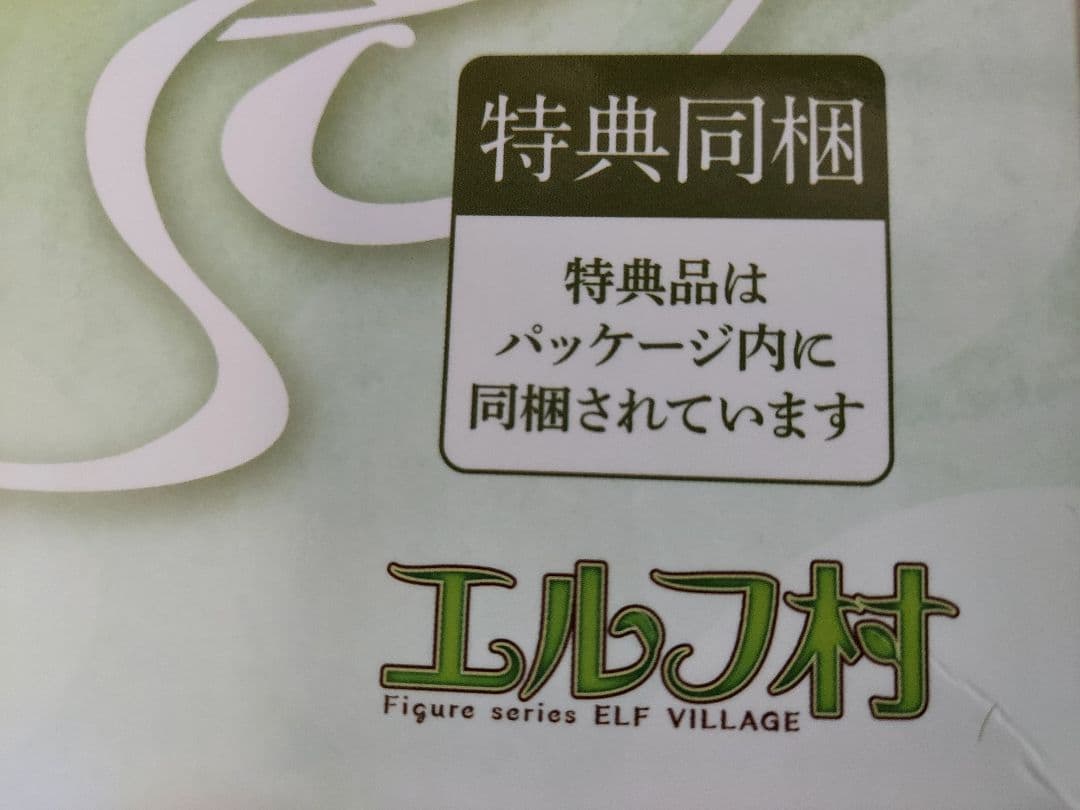 特典同梱
特典品は
パッケージ内に
同梱されています
エルフ村
Figure series ELF VILLAGE